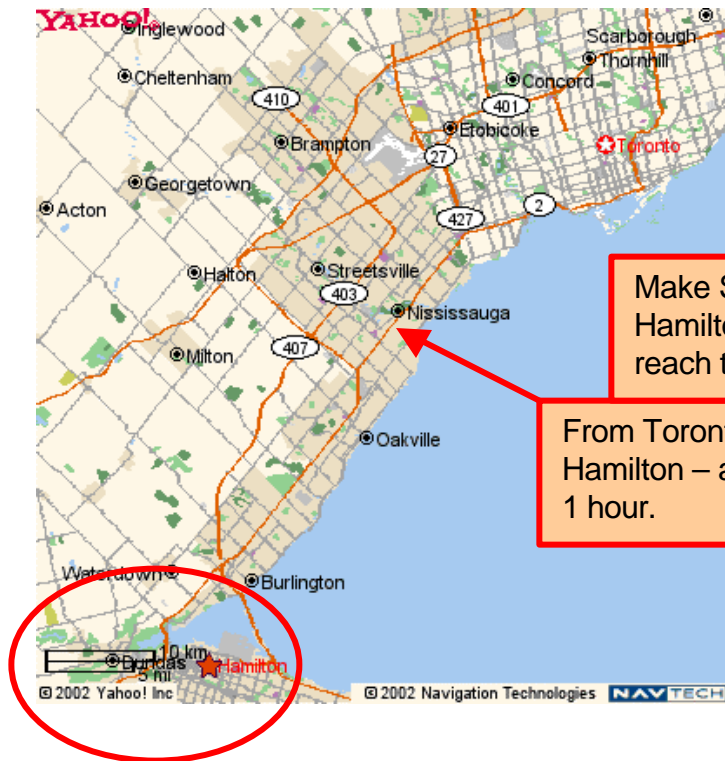 YAHOO!
Inglewood
Scarborough
Thornhill
Cheltenham
Concord
410
401
Etobicoke
Brampton
27
Toronto
Georgetown
Acton
427
2
Halton
Streetsville
403
Nississauga
Make
Milton
407
reach
From
Hamilton –
1 hour.
Oakville
Waterdown
Burlington
10 km
Dundas
5 mi
Hamilton
© 2002 Yahoo! Inc
© 2002 Navigation Technologies NAVTECH